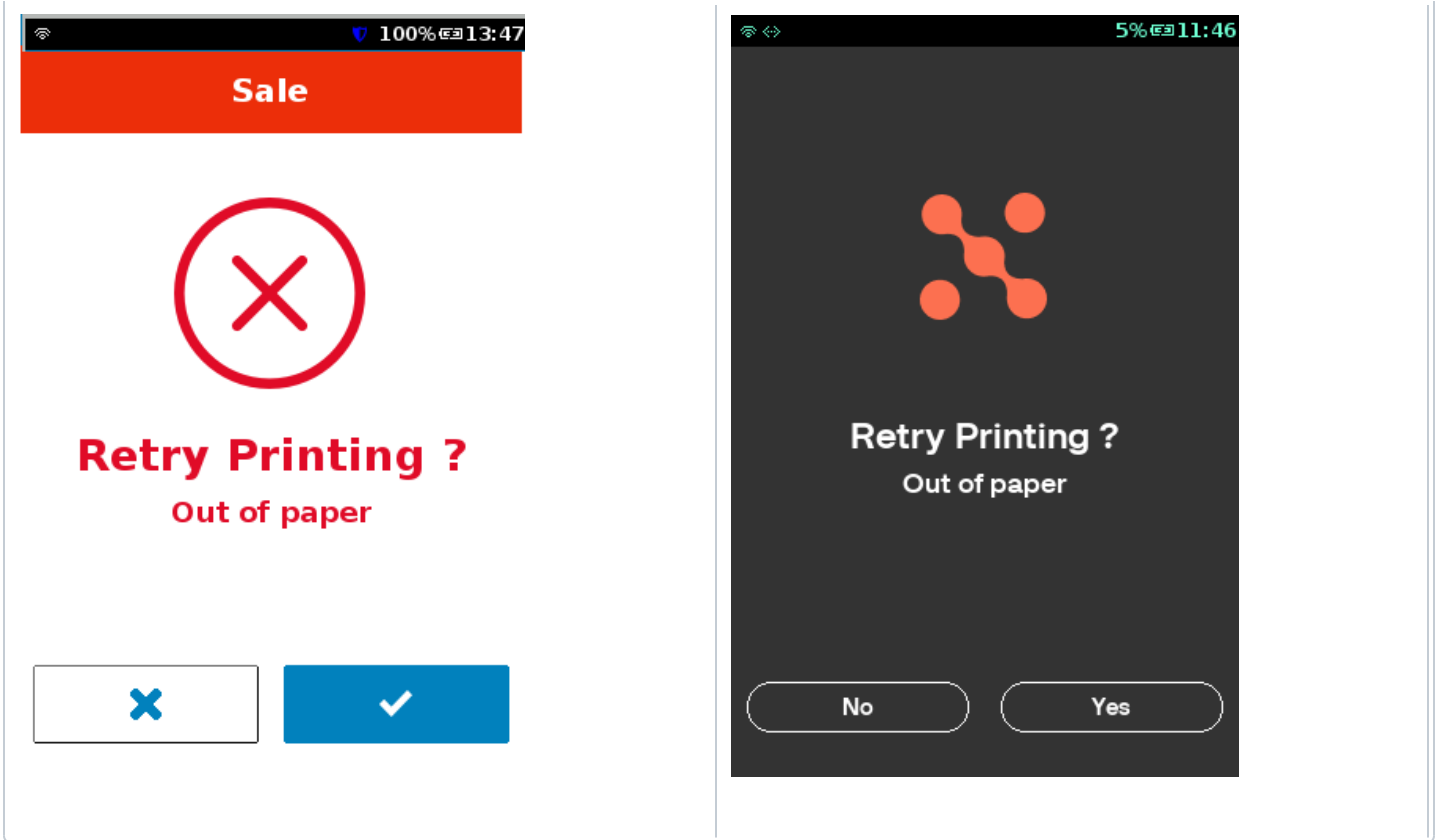 100% 13:47
Sale
Retry Printing ?
Out of paper
5% 11:46
Retry Printing ?
Out of paper
No
Yes